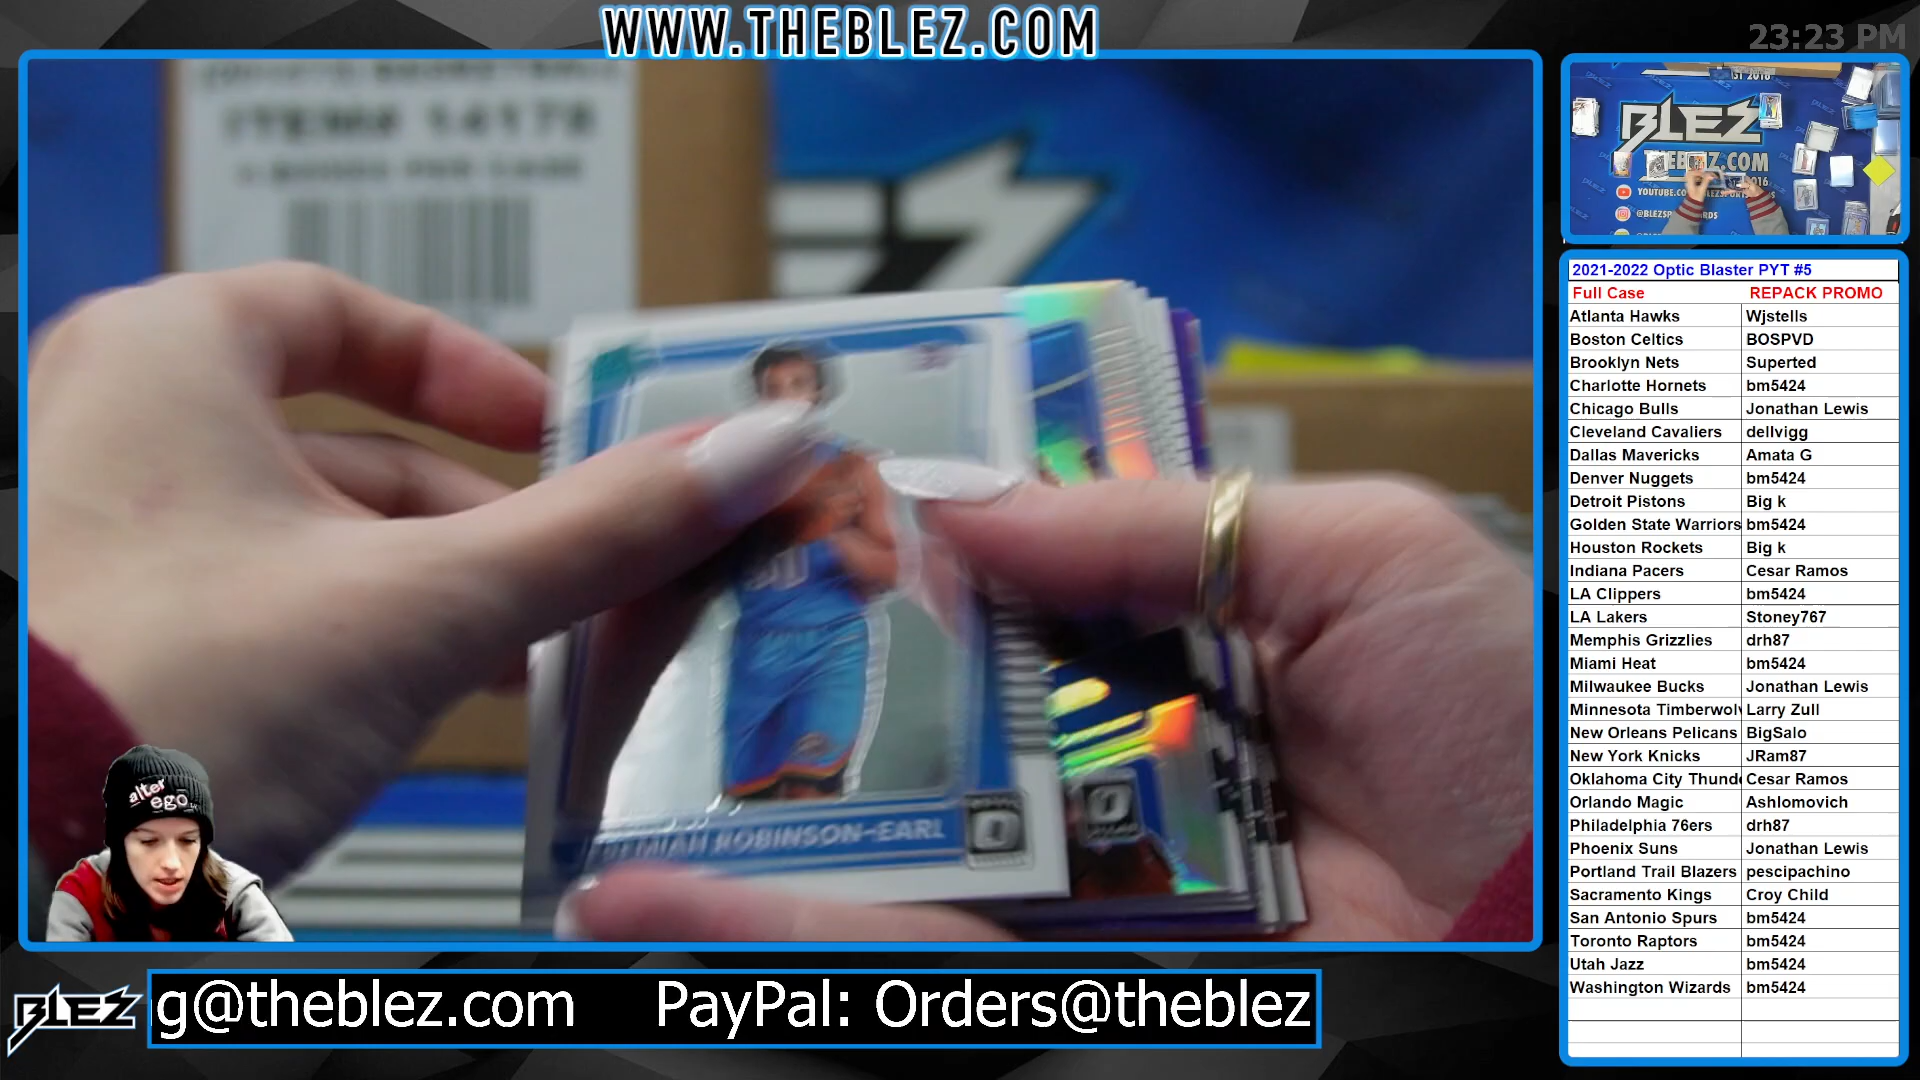 WWW.THEBLEZ.COM
23:23 PM
ITEM# 14178
BLEZ
THEBLEZ.COM
2021-2022 Optic Blaster PYT #5
Full Case REPACK PROMO
Atlanta Hawks Wjstells
Boston Celtics BOSPVD
Brooklyn Nets Superted
Charlotte Hornets bm5424
Chicago Bulls Jonathan Lewis
Cleveland Cavaliers dellvigg
Dallas Mavericks Amata G
Denver Nuggets bm5424
Detroit Pistons Big k
Golden State Warriors bm5424
Houston Rockets Big k
Indiana Pacers Cesar Ramos
LA Clippers bm5424
LA Lakers Stoney767
Memphis Grizzlies drh87
Miami Heat bm5424
Milwaukee Bucks Jonathan Lewis
Minnesota Timberwolv Larry Zull
New Orleans Pelicans BigSalo
New York Knicks JRam87
Oklahoma City Thund Cesar Ramos
Orlando Magic Ashlomovich
Philadelphia 76ers drh87
Phoenix Suns Jonathan Lewis
Portland Trail Blazers pescipachino
Sacramento Kings Croy Child
San Antonio Spurs bm5424
Toronto Raptors bm5424
Utah Jazz bm5424
Washington Wizards bm5424
ROBINSON-EARL
alter
ego
BLEZ
g@theblez.com PayPal: Orders@theblez